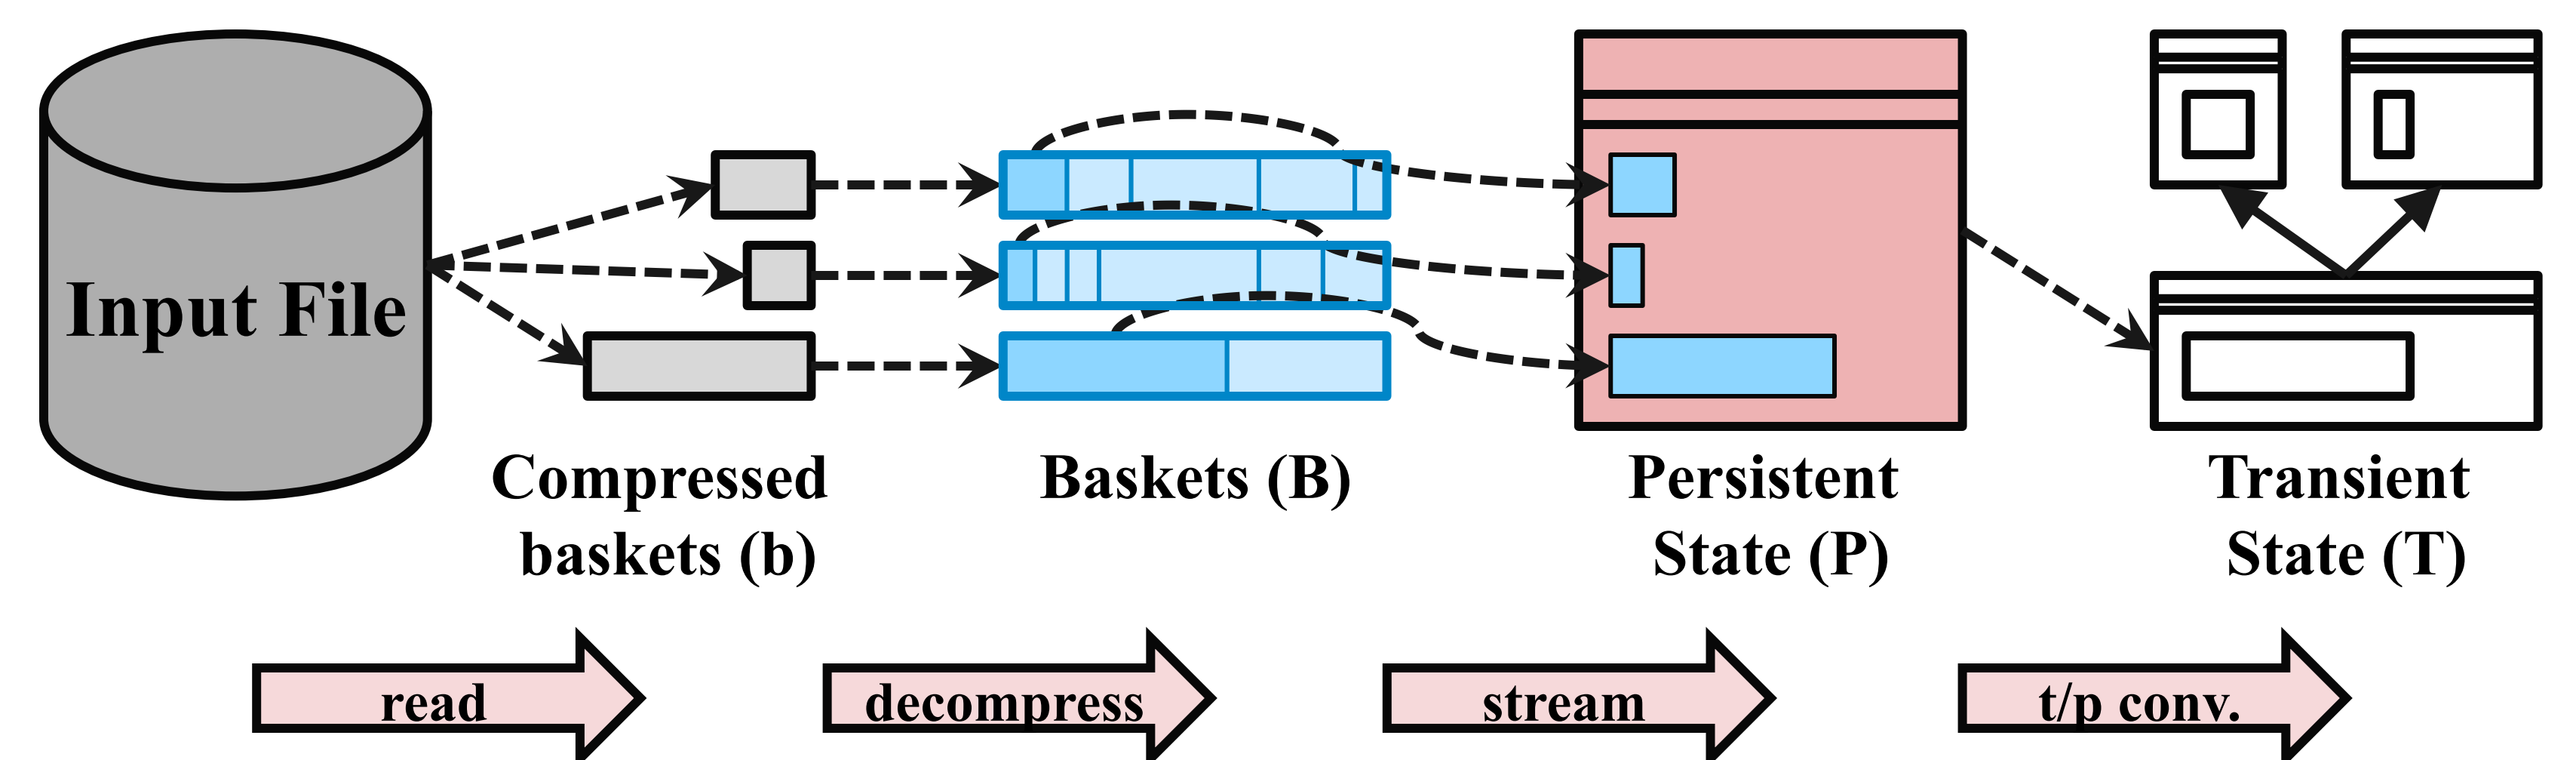 Input File
Compressed
baskets (b)
Baskets (B)
Persistent
State (P)
Transient
State (T)
read
decompress
stream
t/p conv.